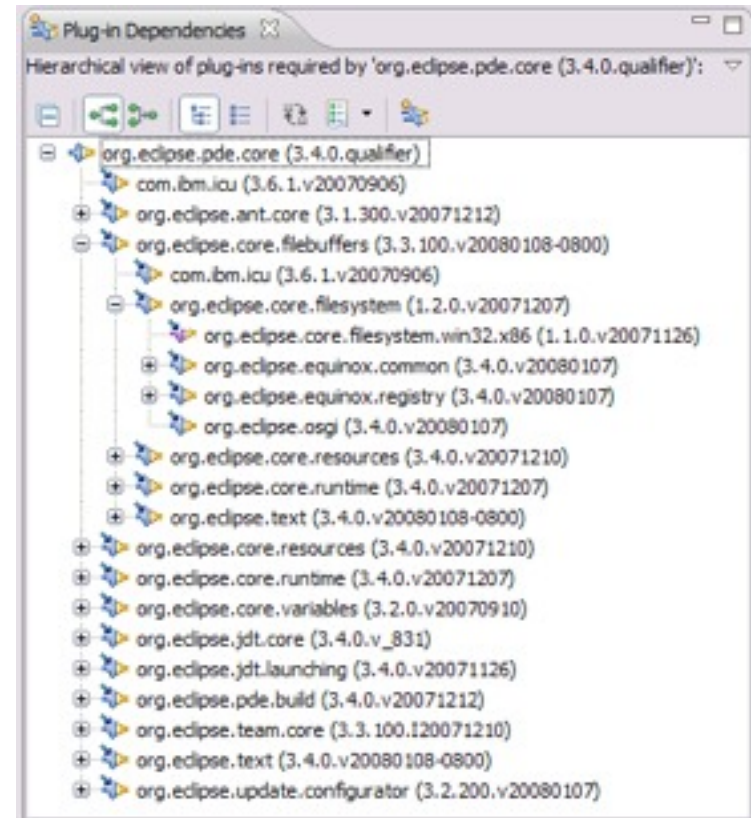 Plug-in Dependencies
Hierarchical view of plug-ins required by 'org.eclipse.pde.core (3.4.0.qualifier)':
org.eclipse.pde.core (3.4.0.qualifier)
com.ibm.icu (3.6.1.v20070906)
org.eclipse.ant.core (3.1.300.v20071212)
org.eclipse.core.filebuffers (3.3.100.v20080108-0800)
com.ibm.icu (3.6.1.v20070906)
org.eclipse.core.filesystem (1.2.0.v20071207)
org.eclipse.core.filesystem.win32.x86 (1.1.0.v20071126)
org.eclipse.equinox.common (3.4.0.v20080107)
org.eclipse.equinox.registry (3.4.0.v20080107)
org.eclipse.osgi (3.4.0.v20080107)
org.eclipse.core.resources (3.4.0.v20071210)
org.eclipse.core.runtime (3.4.0.v20071207)
org.eclipse.text (3.4.0.v20080108-0800)
org.eclipse.core.resources (3.4.0.v20071210)
org.eclipse.core.runtime (3.4.0.v20071207)
org.eclipse.core.variables (3.2.0.v20070910)
org.eclipse.jdt.core (3.4.0.v_831)
org.eclipse.jdt.launching (3.4.0.v20071126)
org.eclipse.pde.build (3.4.0.v20071212)
org.eclipse.team.core (3.3.100.I20071210)
org.eclipse.text (3.4.0.v20080108-0800)
org.eclipse.update.configurator (3.2.200.v20080107)